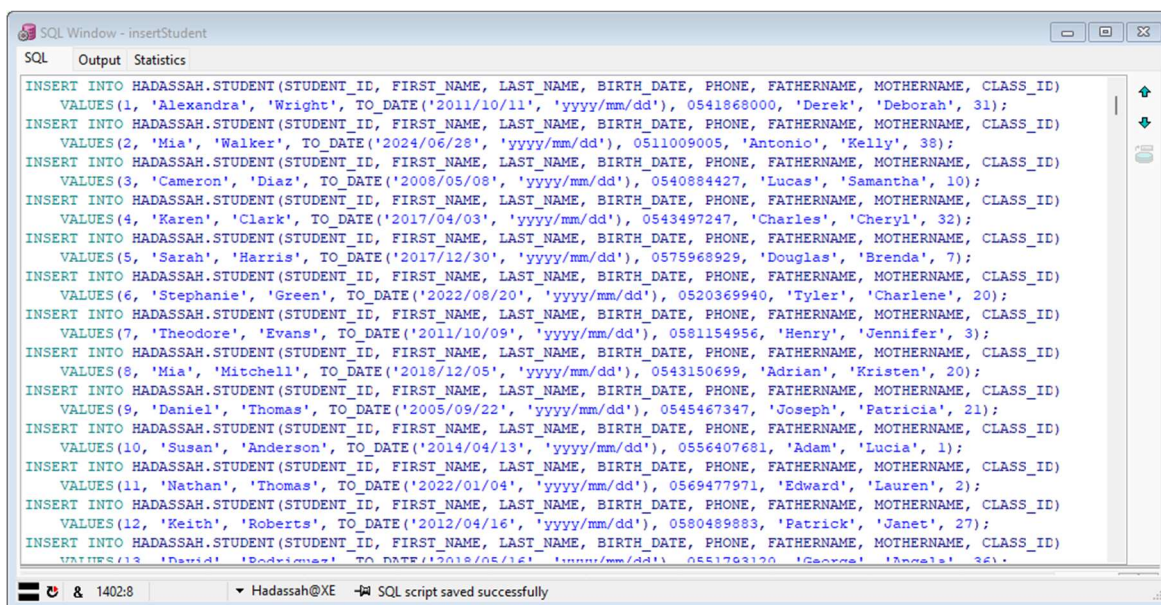 SQL Window - insertStudent
SQL Output Statistics
INSERT INTO HADASSAH.STUDENT(STUDENT_ID, FIRST_NAME, LAST_NAME, BIRTH_DATE, PHONE, FATHERNAME, MOTHERNAME, CLASS_ID)
VALUES(1, 'Alexandra', 'Wright', TO_DATE('2011/10/11', 'yyyy/mm/dd'), 0541868000, 'Derek', 'Deborah', 31);
INSERT INTO HADASSAH.STUDENT(STUDENT_ID, FIRST_NAME, LAST_NAME, BIRTH_DATE, PHONE, FATHERNAME, MOTHERNAME, CLASS_ID)
VALUES(2, 'Mia', 'Walker', TO_DATE('2024/06/28', 'yyyy/mm/dd'), 0511009005, 'Antonio', 'Kelly', 38);
INSERT INTO HADASSAH.STUDENT(STUDENT_ID, FIRST_NAME, LAST_NAME, BIRTH_DATE, PHONE, FATHERNAME, MOTHERNAME, CLASS_ID)
VALUES(3, 'Cameron', 'Diaz', TO_DATE('2008/05/08', 'yyyy/mm/dd'), 0540884427, 'Lucas', 'Samantha', 10);
INSERT INTO HADASSAH.STUDENT(STUDENT_ID, FIRST_NAME, LAST_NAME, BIRTH_DATE, PHONE, FATHERNAME, MOTHERNAME, CLASS_ID)
VALUES(4, 'Karen', 'Clark', TO_DATE('2017/04/03', 'yyyy/mm/dd'), 0543497247, 'Charles', 'Cheryl', 32);
INSERT INTO HADASSAH.STUDENT(STUDENT_ID, FIRST_NAME, LAST_NAME, BIRTH_DATE, PHONE, FATHERNAME, MOTHERNAME, CLASS_ID)
VALUES(5, 'Sarah', 'Harris', TO_DATE('2017/12/30', 'yyyy/mm/dd'), 0575968929, 'Douglas', 'Brenda', 7);
INSERT INTO HADASSAH.STUDENT(STUDENT_ID, FIRST_NAME, LAST_NAME, BIRTH_DATE, PHONE, FATHERNAME, MOTHERNAME, CLASS_ID)
VALUES(6, 'Stephanie', 'Green', TO_DATE('2022/08/20', 'yyyy/mm/dd'), 0520369940, 'Tyler', 'Charlene', 20);
INSERT INTO HADASSAH.STUDENT(STUDENT_ID, FIRST_NAME, LAST_NAME, BIRTH_DATE, PHONE, FATHERNAME, MOTHERNAME, CLASS_ID)
VALUES(7, 'Theodore', 'Evans', TO_DATE('2011/10/09', 'yyyy/mm/dd'), 0581154956, 'Henry', 'Jennifer', 3);
INSERT INTO HADASSAH.STUDENT(STUDENT_ID, FIRST_NAME, LAST_NAME, BIRTH_DATE, PHONE, FATHERNAME, MOTHERNAME, CLASS_ID)
VALUES(8, 'Mia', 'Mitchell', TO_DATE('2018/12/05', 'yyyy/mm/dd'), 0543150699, 'Adrian', 'Kristen', 20);
INSERT INTO HADASSAH.STUDENT(STUDENT_ID, FIRST_NAME, LAST_NAME, BIRTH_DATE, PHONE, FATHERNAME, MOTHERNAME, CLASS_ID)
VALUES(9, 'Daniel', 'Thomas', TO_DATE('2005/09/22', 'yyyy/mm/dd'), 0545467347, 'Joseph', 'Patricia', 21);
INSERT INTO HADASSAH.STUDENT(STUDENT_ID, FIRST_NAME, LAST_NAME, BIRTH_DATE, PHONE, FATHERNAME, MOTHERNAME, CLASS_ID)
VALUES(10, 'Susan', 'Anderson', TO_DATE('2014/04/13', 'yyyy/mm/dd'), 0556407681, 'Adam', 'Lucia', 1);
INSERT INTO HADASSAH.STUDENT(STUDENT_ID, FIRST_NAME, LAST_NAME, BIRTH_DATE, PHONE, FATHERNAME, MOTHERNAME, CLASS_ID)
VALUES(11, 'Nathan', 'Thomas', TO_DATE('2022/01/04', 'yyyy/mm/dd'), 0569477971, 'Edward', 'Lauren', 2);
INSERT INTO HADASSAH.STUDENT(STUDENT_ID, FIRST_NAME, LAST_NAME, BIRTH_DATE, PHONE, FATHERNAME, MOTHERNAME, CLASS_ID)
VALUES(12, 'Keith', 'Roberts', TO_DATE('2012/04/16', 'yyyy/mm/dd'), 0580489883, 'Patrick', 'Janet', 27);
INSERT INTO HADASSAH.STUDENT(STUDENT_ID, FIRST_NAME, LAST_NAME, BIRTH_DATE, PHONE, FATHERNAME, MOTHERNAME, CLASS_ID)
VALUES(13, 'David', 'Rodriguez', TO_DATE('2018/05/16', 'yyyy/mm/dd'), 0551793120, 'George', 'Angela', 36);
& 1402:8 Hadassah@XE SQL script saved successfully